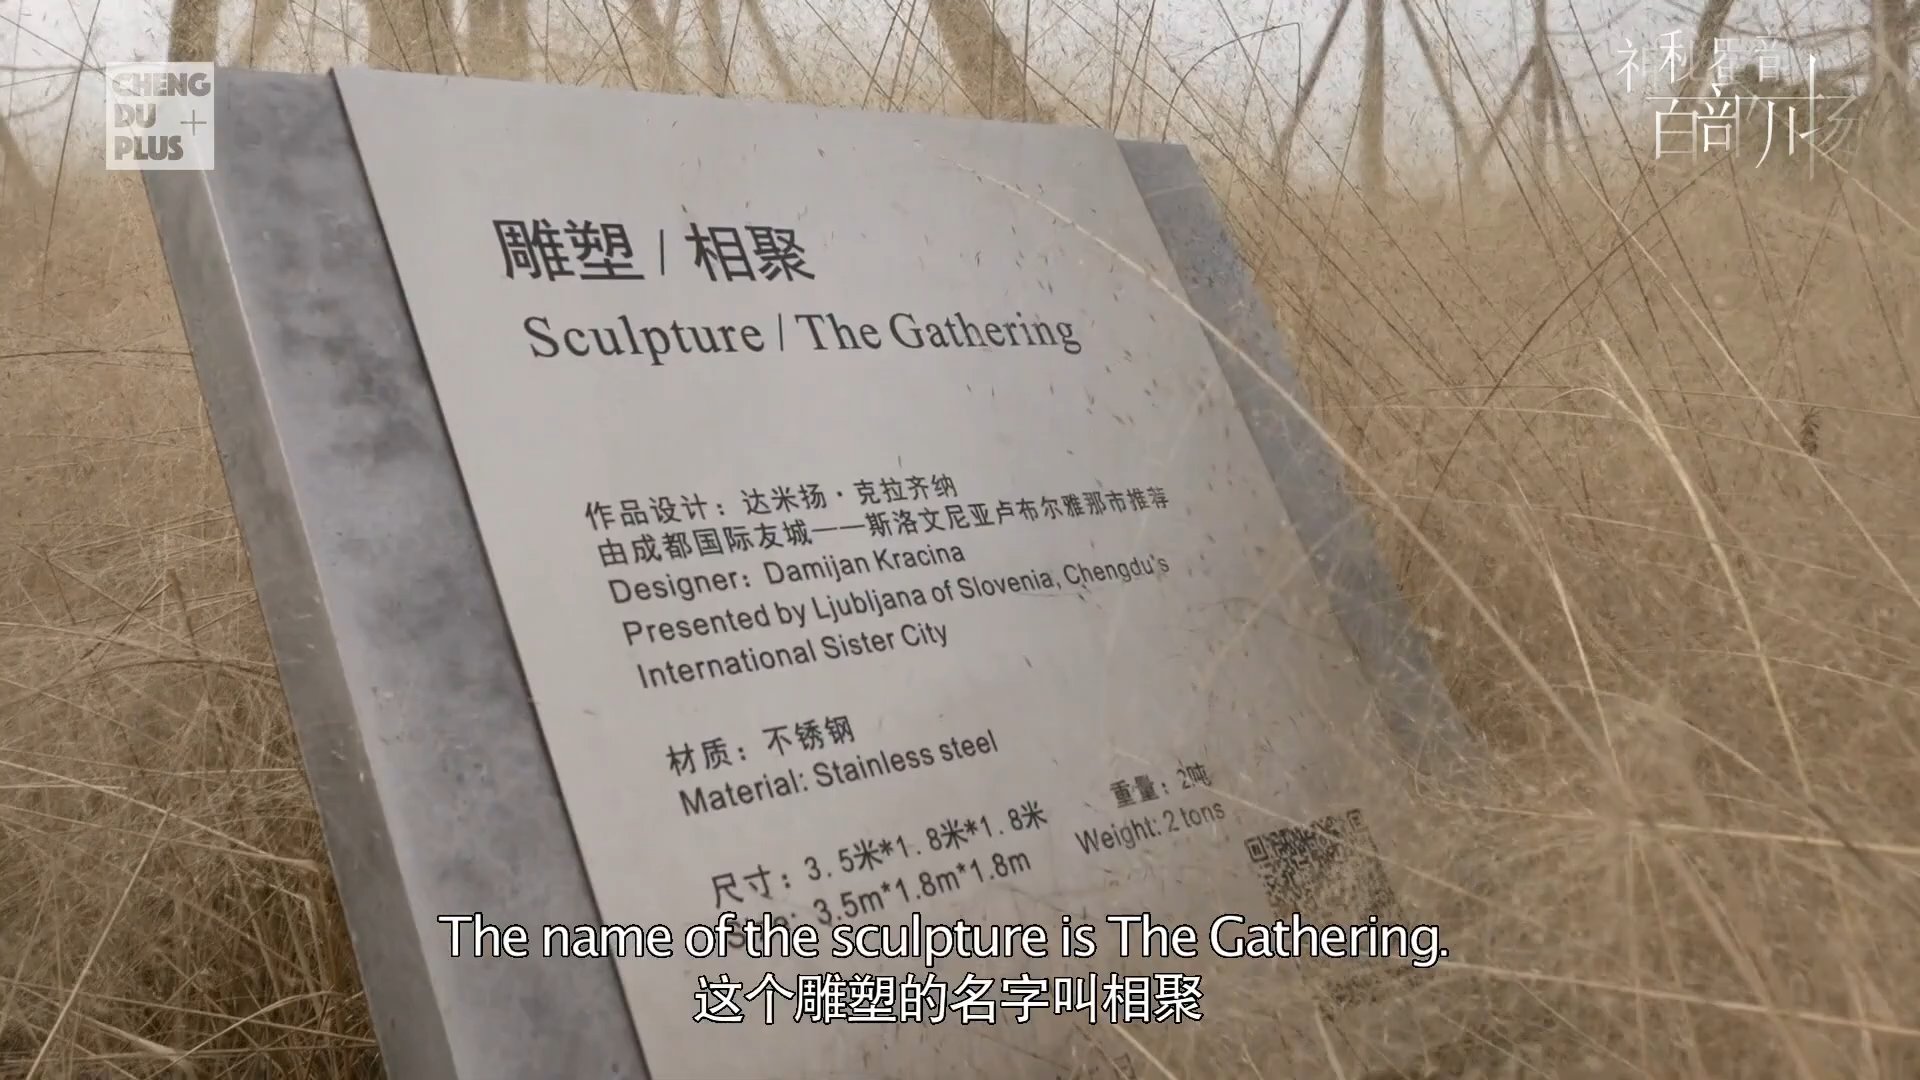 CHENG
DU
PLUS+
雕塑 / 相聚
Sculpture / The Gathering
作品设计：达米扬·克拉齐纳
由成都国际友城——斯洛文尼亚卢布尔雅那市推荐
Designer: Damijan Kracina
Presented by Ljubljana of Slovenia, Chengdu's
International Sister City
材质：不锈钢
Material: Stainless steel
尺寸：3.5米*1.8米*1.8米
重量：2吨
Size: 3.5m*1.8m*1.8m
Weight: 2 tons
The name of the sculpture is The Gathering.
这个雕塑的名字叫相聚